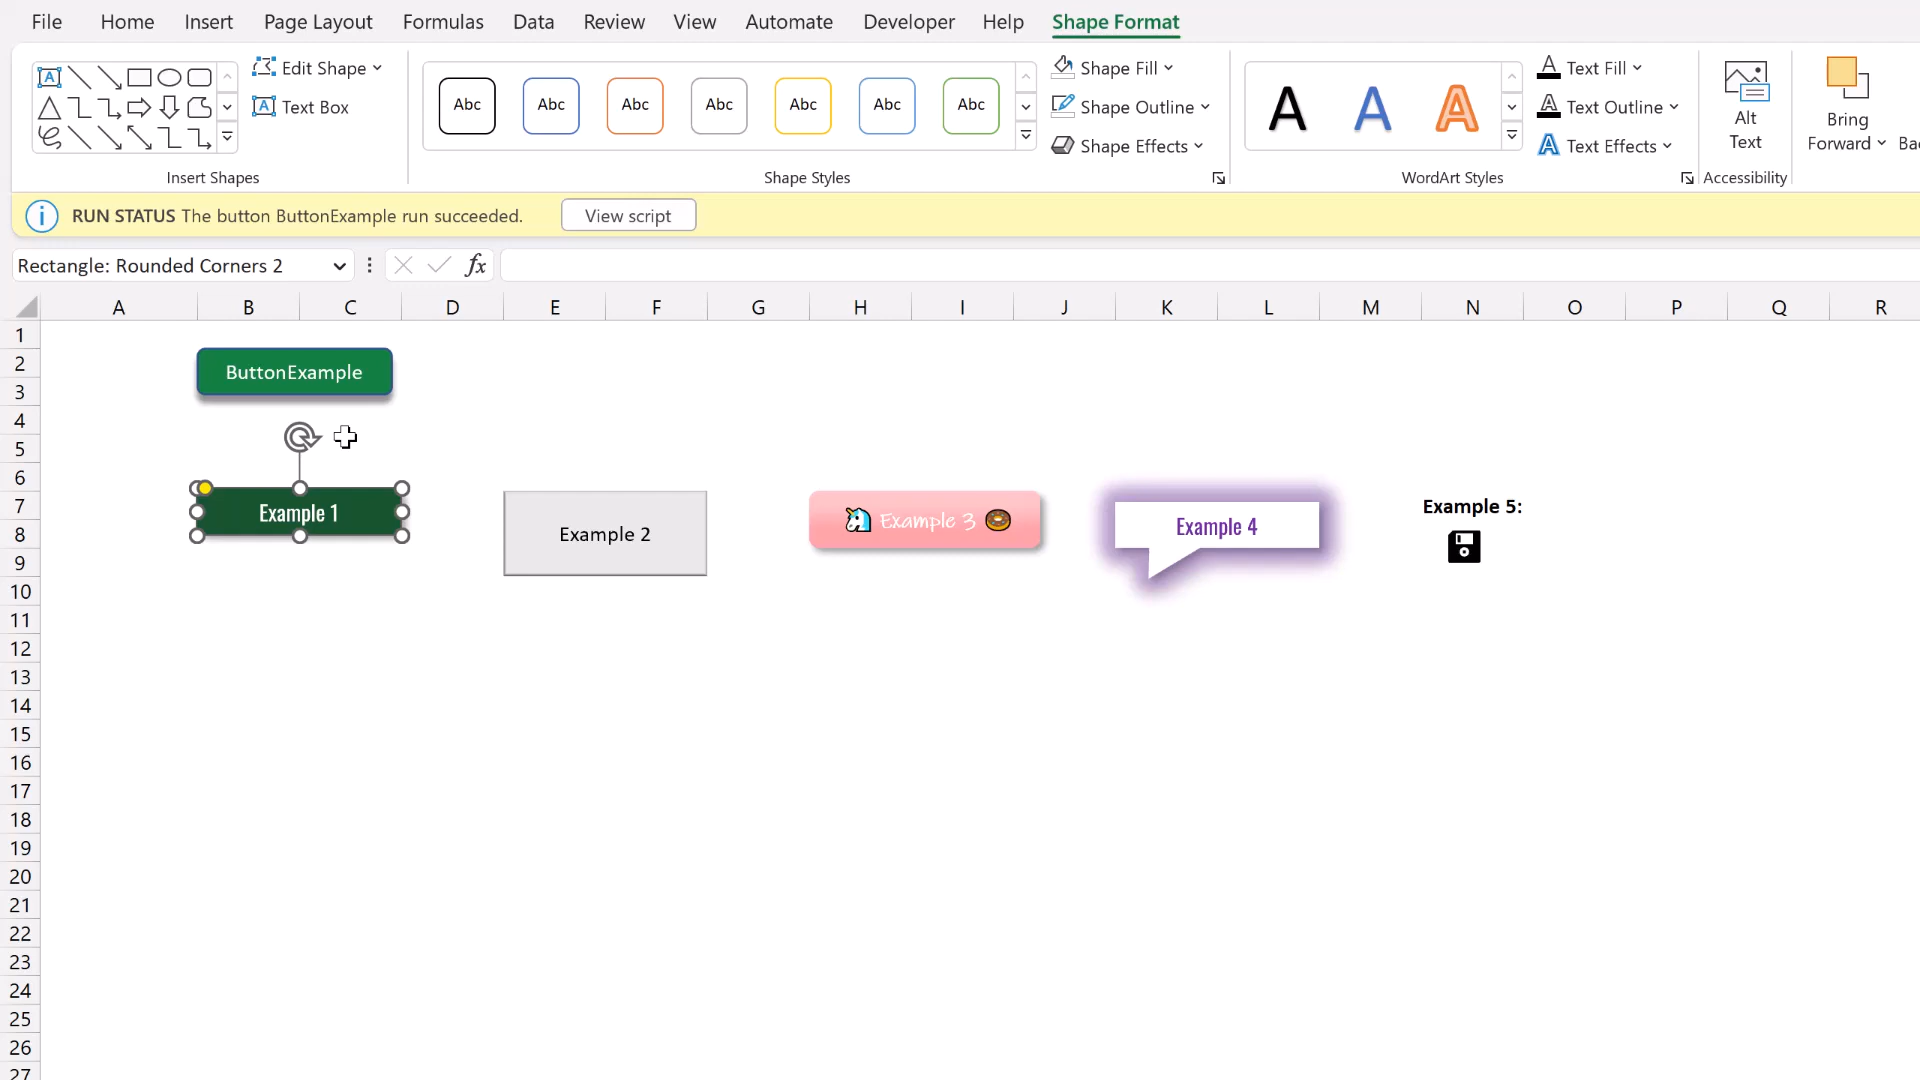 File Home Insert Page Layout Formulas Data Review View Automate Developer Help Shape Format
A Edit Shape
A Text Box
Insert Shapes
Abc Abc Abc Abc Abc Abc Abc
Shape Fill
Shape Outline
Shape Effects
Shape Styles
A A A
A Text Fill
A Text Outline
A Text Effects
WordArt Styles
Alt
Text
Accessibility
Bring
Forward
RUN STATUS The button ButtonExample run succeeded. View script
Rectangle: Rounded Corners 2 fx
A B C D E F G H I J K L M N O P Q R
1
2
3
4
5
6
7
8
9
10
11
12
13
14
15
16
17
18
19
20
21
22
23
24
25
26
27
ButtonExample
Example 1
Example 2
🦄 Example 3 🍩
Example 4
Example 5: